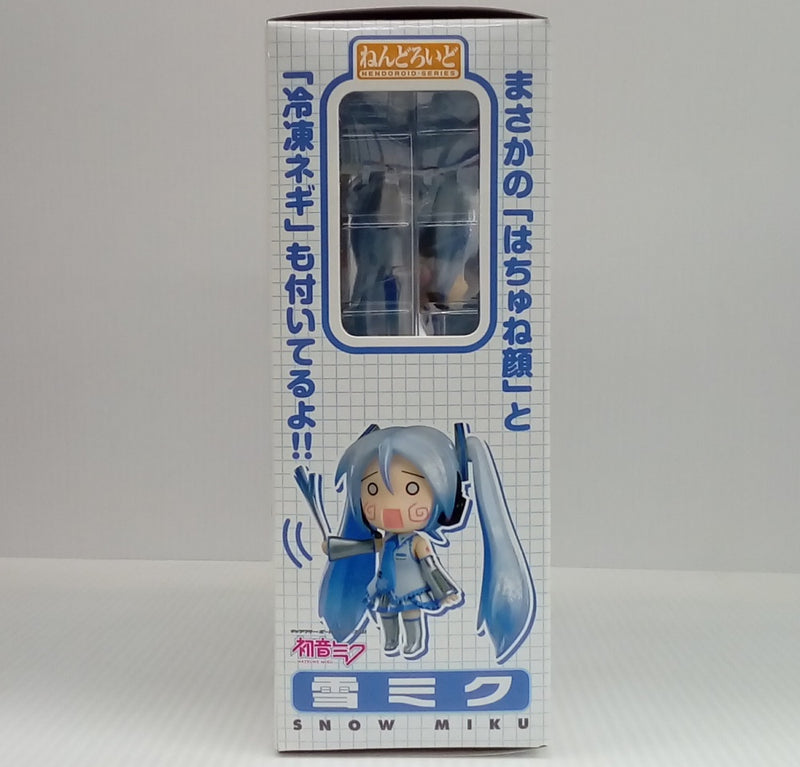 ねんどろいど
NENDOROID-SERIES
まさかの「はちゅね顔」と
「冷凍ネギ」も付いてるよ!!
初音ミク
HATSUNE MIKU
雪ミク
SNOW MIKU